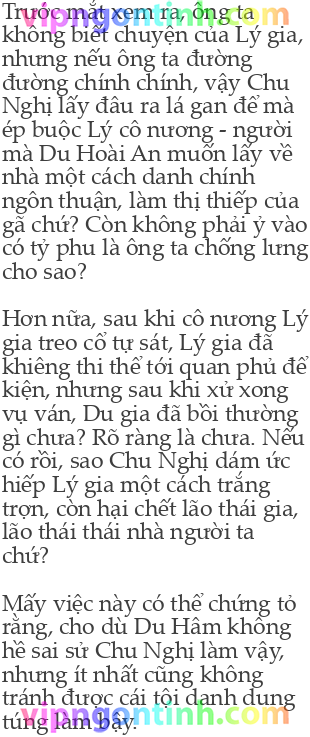 Trước mắt xem ra, ông ta
vipngontinh.com
không biết chuyện của Lý gia,
nhưng nếu ông ta đường
đường chính chính, vậy Chu
Nghị lấy đâu ra lá gan để mà
ép buộc Lý cô nương - người
mà Du Hoài An muốn lấy về
nhà một cách danh chính
ngôn thuận, làm thị thiếp của
gã chứ? Còn không phải ỷ vào
có tỷ phu là ông ta chống lưng
cho sao?
Hơn nữa, sau khi cô nương Lý
gia treo cổ tự sát, Lý gia đã
khiêng thi thể tới quan phủ để
kiện, nhưng sau khi xử xong
vụ ván, Du gia đã bồi thường
gì chưa? Rõ ràng là chưa. Nếu
có rồi, sao Chu Nghị dám ức
hiếp Lý gia một cách trắng
trợn, còn hại chết lão thái gia,
lão thái thái nhà người ta
chứ?
Mấy việc này có thể chứng tỏ
rằng, cho dù Du Hâm không
hề sai sử Chu Nghị làm vậy,
nhưng ít nhất cũng không
tránh được cái tội danh dung
túng làm bậy.
vipngontinh.com